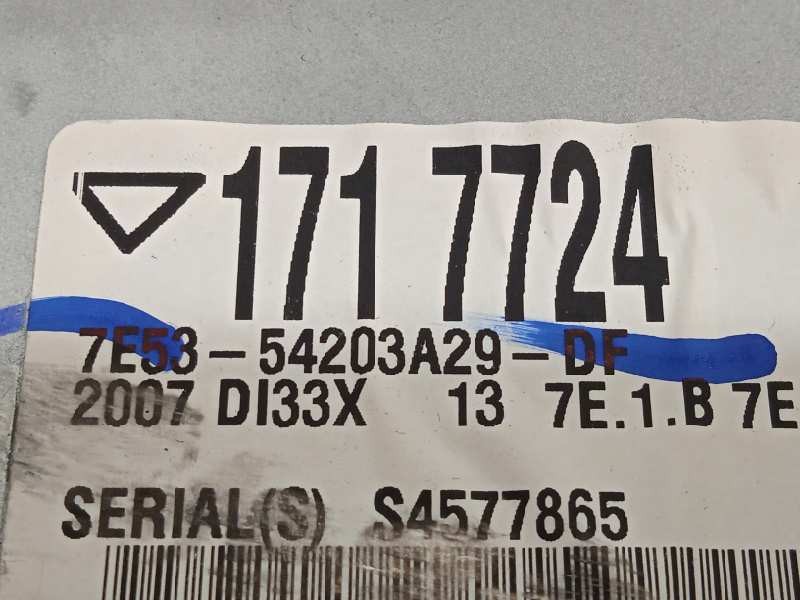 171 7724
7E53-54203A29-DF
2007 DI33X 13 7E.1.B 7E
SERIAL(S) S4577865